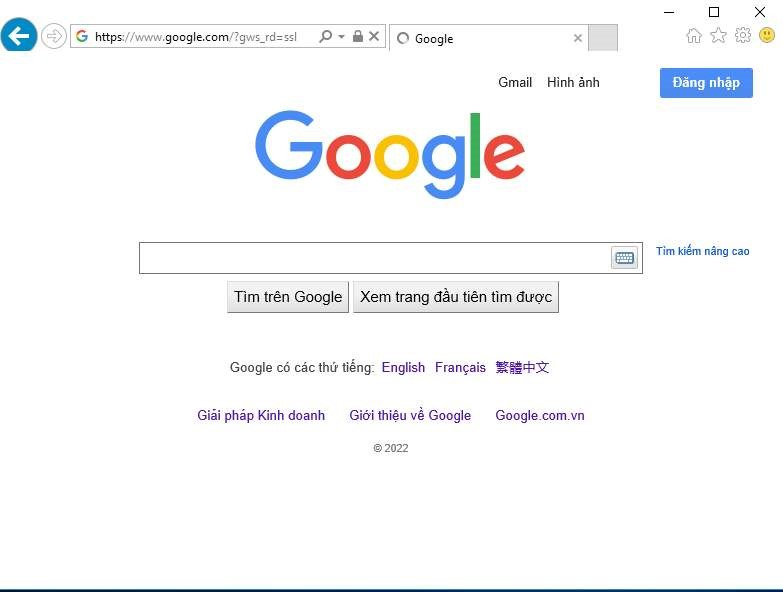 https://www.google.com/?gws_rd=ssl
Google
Gmail Hình ảnh Đăng nhập
Google
Tìm kiếm nâng cao
Tìm trên Google Xem trang đầu tiên tìm được
Google có các thứ tiếng: English Français 繁體中文
Giải pháp Kinh doanh Giới thiệu về Google Google.com.vn
© 2022